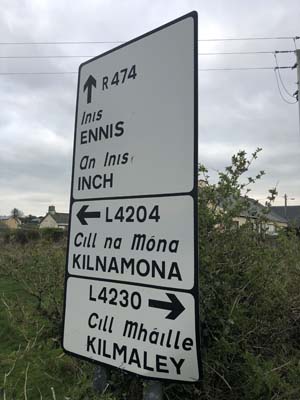 R474
Inis
ENNIS
An Inis
INCH
L4204
Cill na Móna
KILNAMONA
L4230
Cill Mháille
KILMALEY